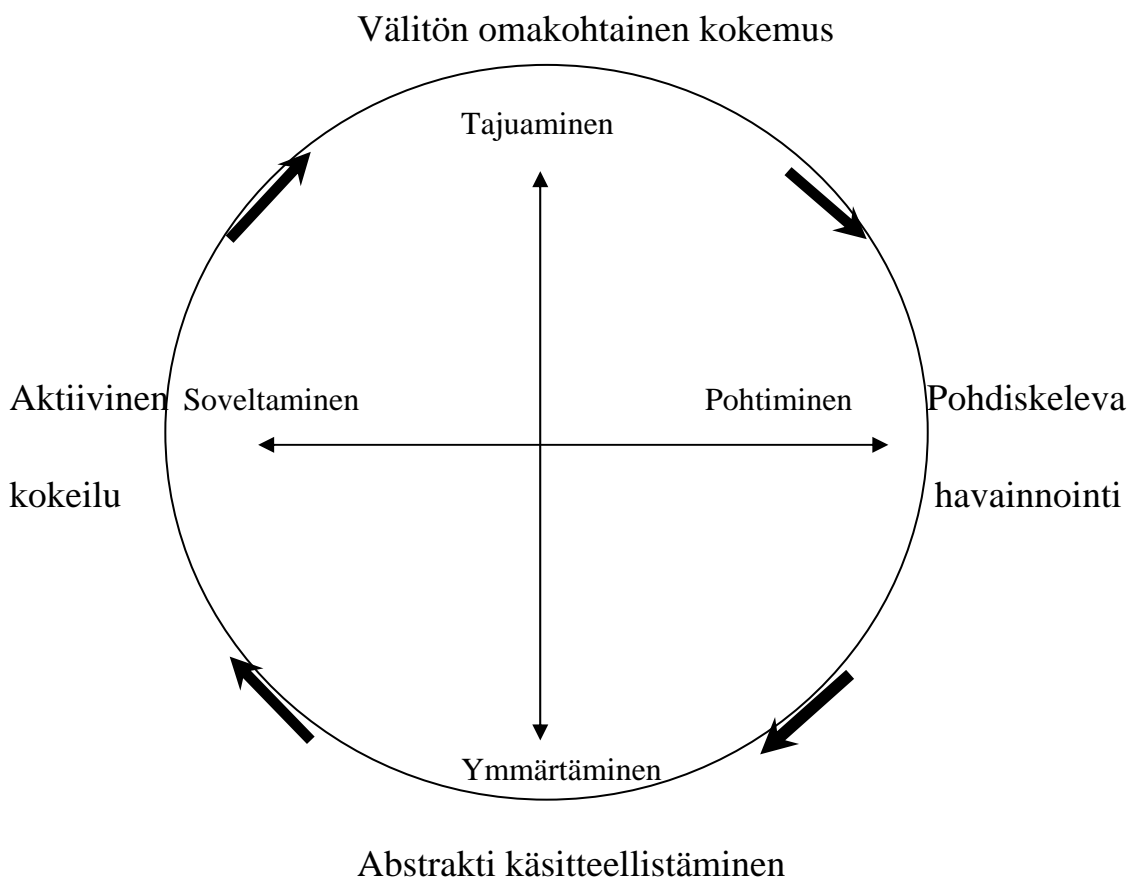 Välitön omakohtainen kokemus
Tajuaminen
Aktiivinen Soveltaminen Pohtiminen Pohdiskeleva
kokeilu havainnointi
Ymmärtäminen
Abstrakti käsitteellistäminen